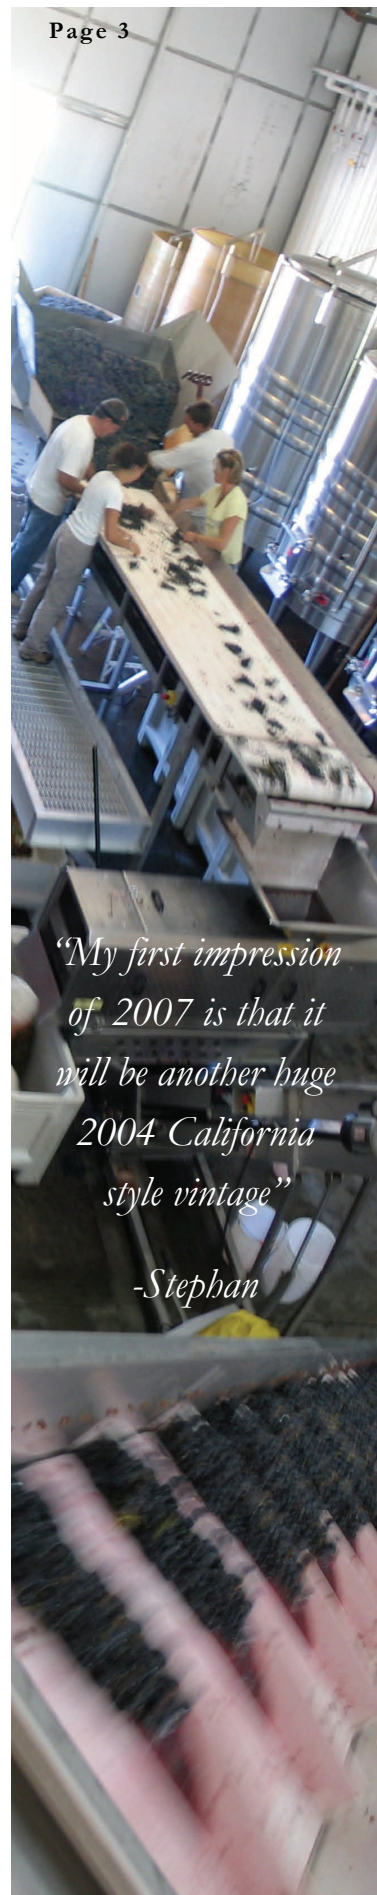 Page 3
“My first impression
of 2007 is that it
will be another huge
2004 California
style vintage”
-Stephan